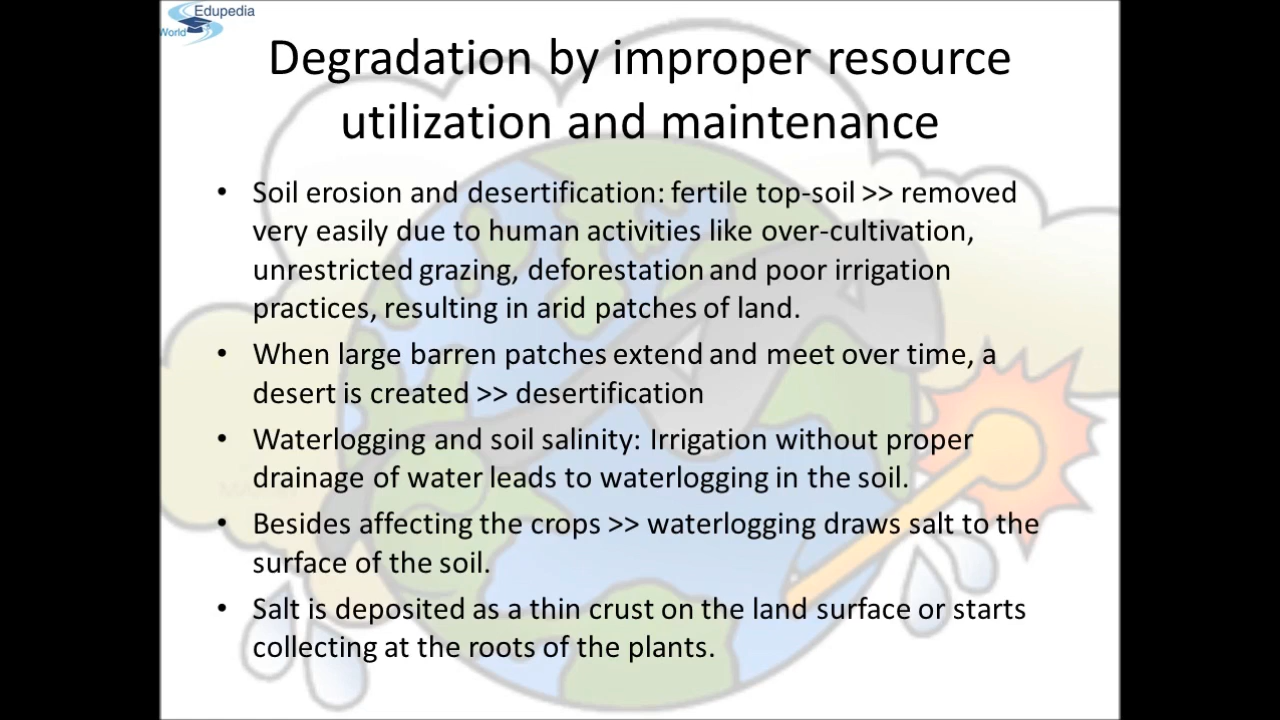 Edupedia
World
Degradation by improper resource
utilization and maintenance
• Soil erosion and desertification: fertile top-soil >> removed
very easily due to human activities like over-cultivation,
unrestricted grazing, deforestation and poor irrigation
practices, resulting in arid patches of land.
• When large barren patches extend and meet over time, a
desert is created >> desertification
• Waterlogging and soil salinity: Irrigation without proper
drainage of water leads to waterlogging in the soil.
• Besides affecting the crops >> waterlogging draws salt to the
surface of the soil.
• Salt is deposited as a thin crust on the land surface or starts
collecting at the roots of the plants.